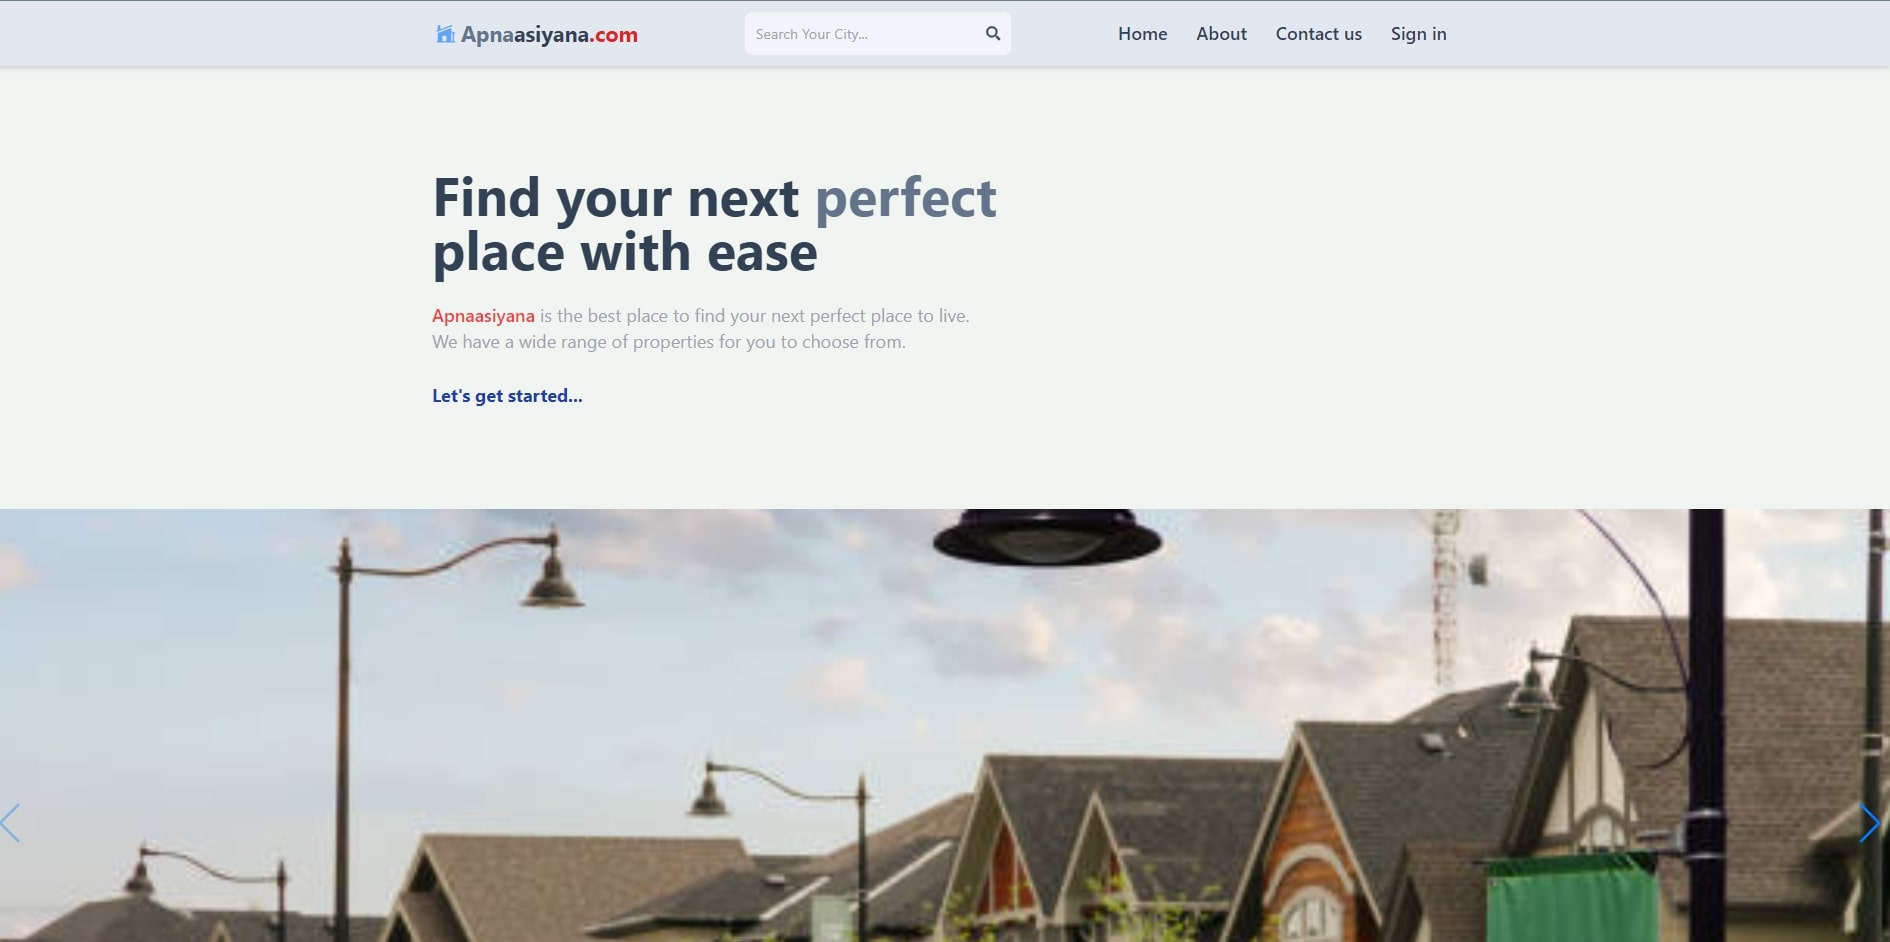 Apnaasiyana.com
Search Your City...
Home
About
Contact us
Sign in
Find your next perfect
place with ease
Apnaasiyana is the best place to find your next perfect place to live.
We have a wide range of properties for you to choose from.
Let's get started...